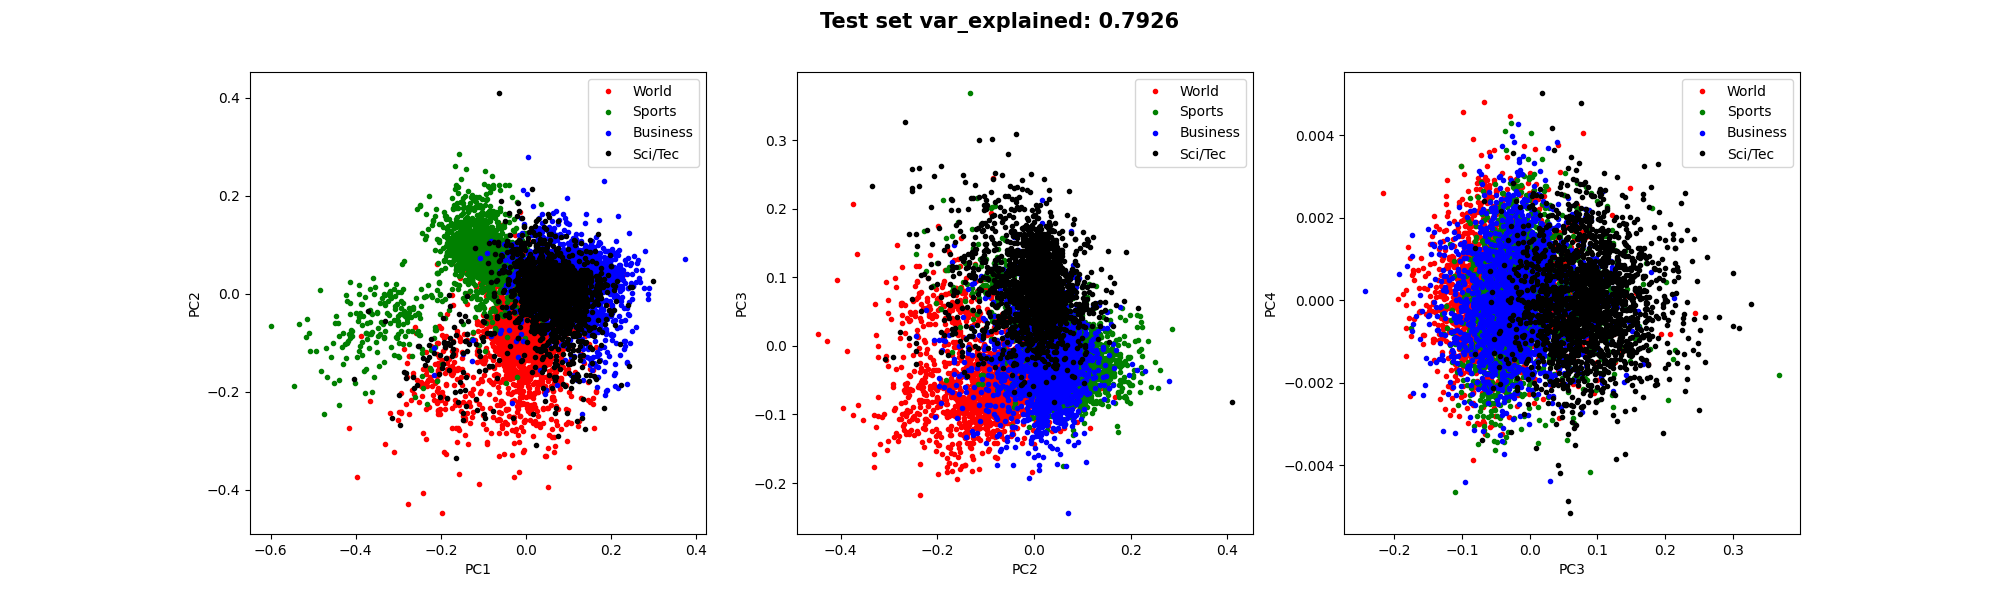 Test set var_explained: 0.7926
World
Sports
Business
Sci/Tec
0.4
0.2
0.0
−0.2
−0.4
PC2
−0.6
−0.4
−0.2
0.0
0.2
0.4
PC1
World
Sports
Business
Sci/Tec
0.3
0.2
0.1
0.0
−0.1
−0.2
PC3
−0.4
−0.2
0.0
0.2
0.4
PC2
World
Sports
Business
Sci/Tec
0.004
0.002
0.000
−0.002
−0.004
PC4
−0.2
−0.1
0.0
0.1
0.2
0.3
PC3